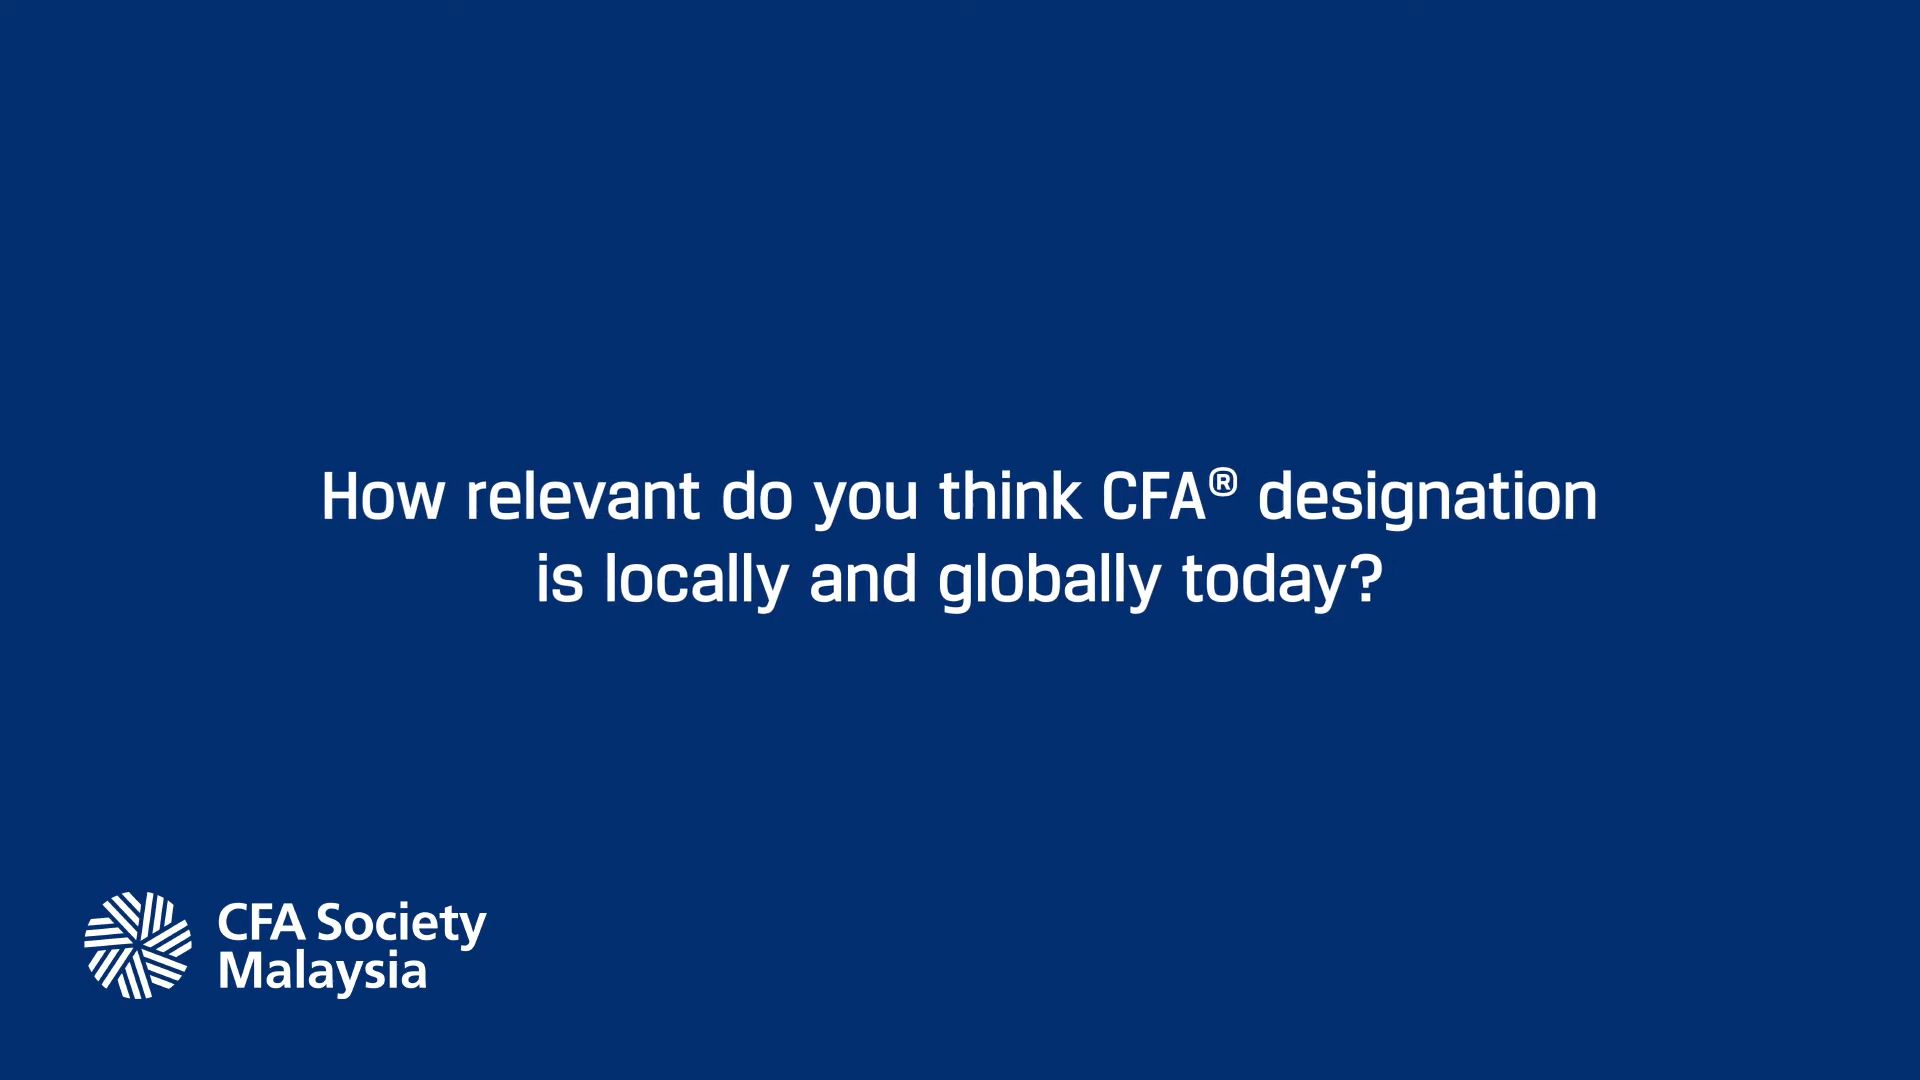 How relevant do you think CFA® designation
is locally and globally today?
CFA Society
Malaysia